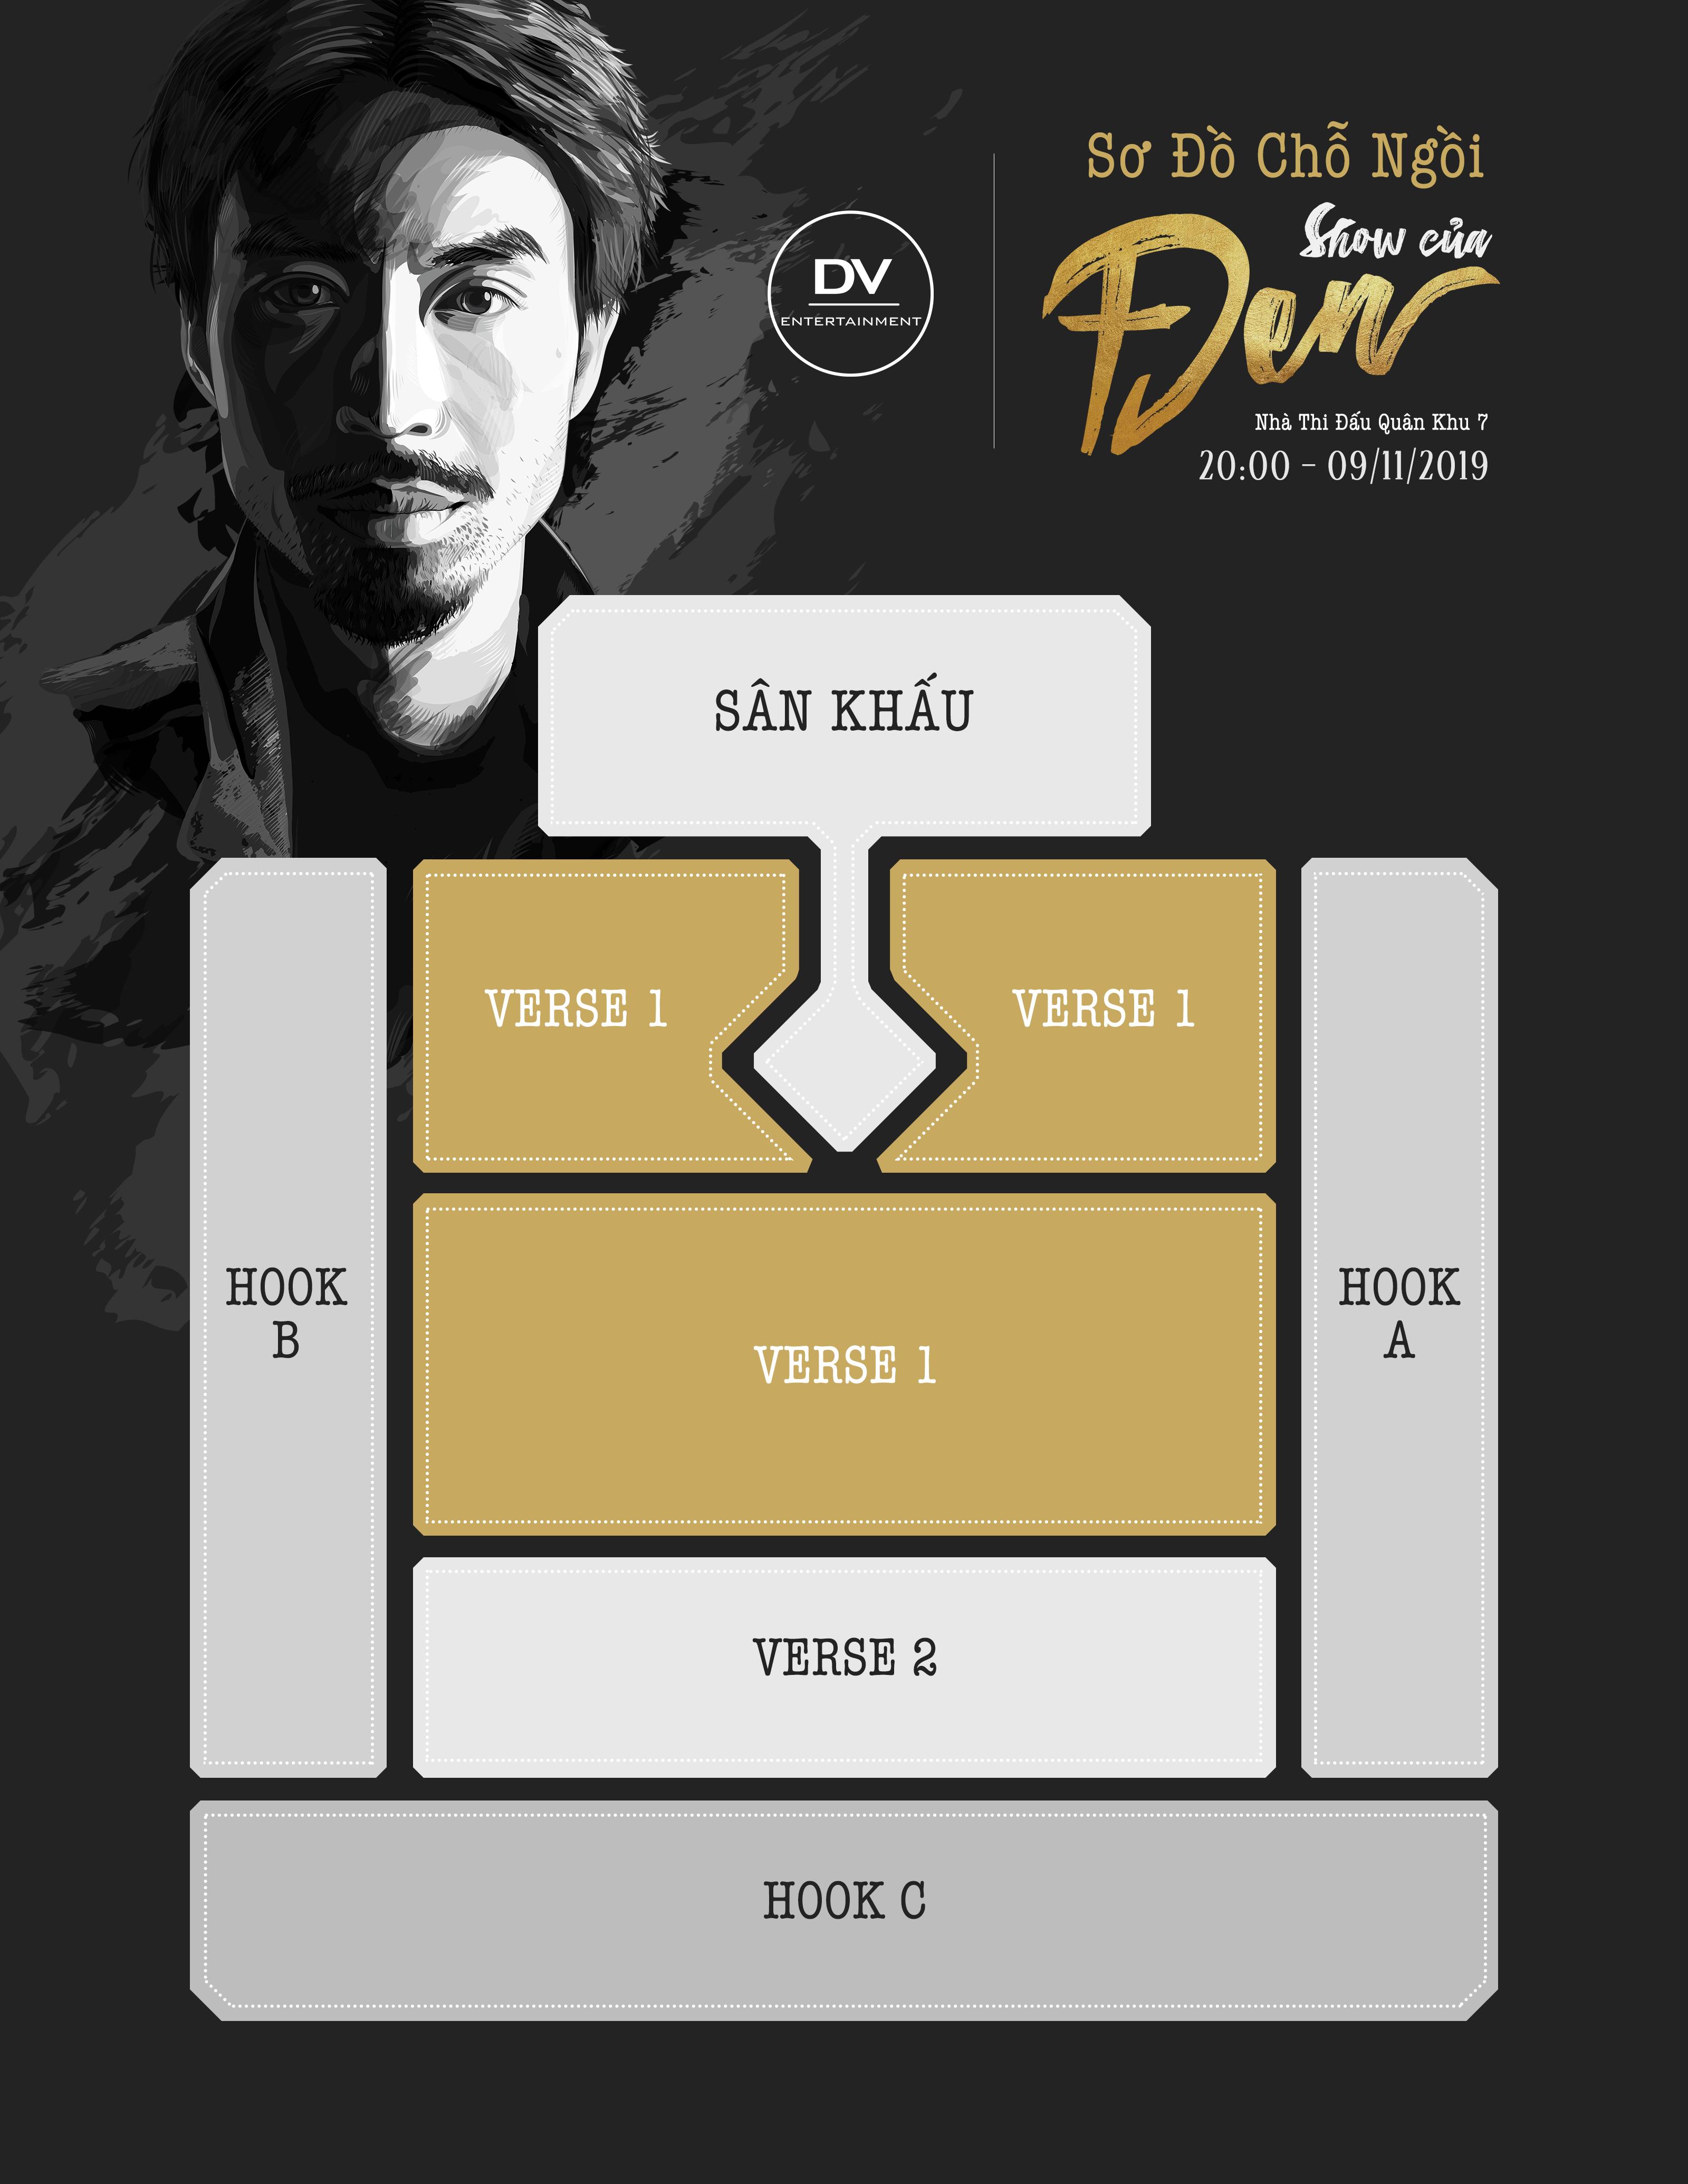 Sơ Đồ Chỗ Ngồi
Show của
Đen
DV
ENTERTAINMENT
Nhà Thi Đấu Quân Khu 7
20:00 - 09/11/2019
SÂN KHẤU
VERSE 1
VERSE 1
HOOK
B
HOOK
A
VERSE 1
VERSE 2
HOOK C